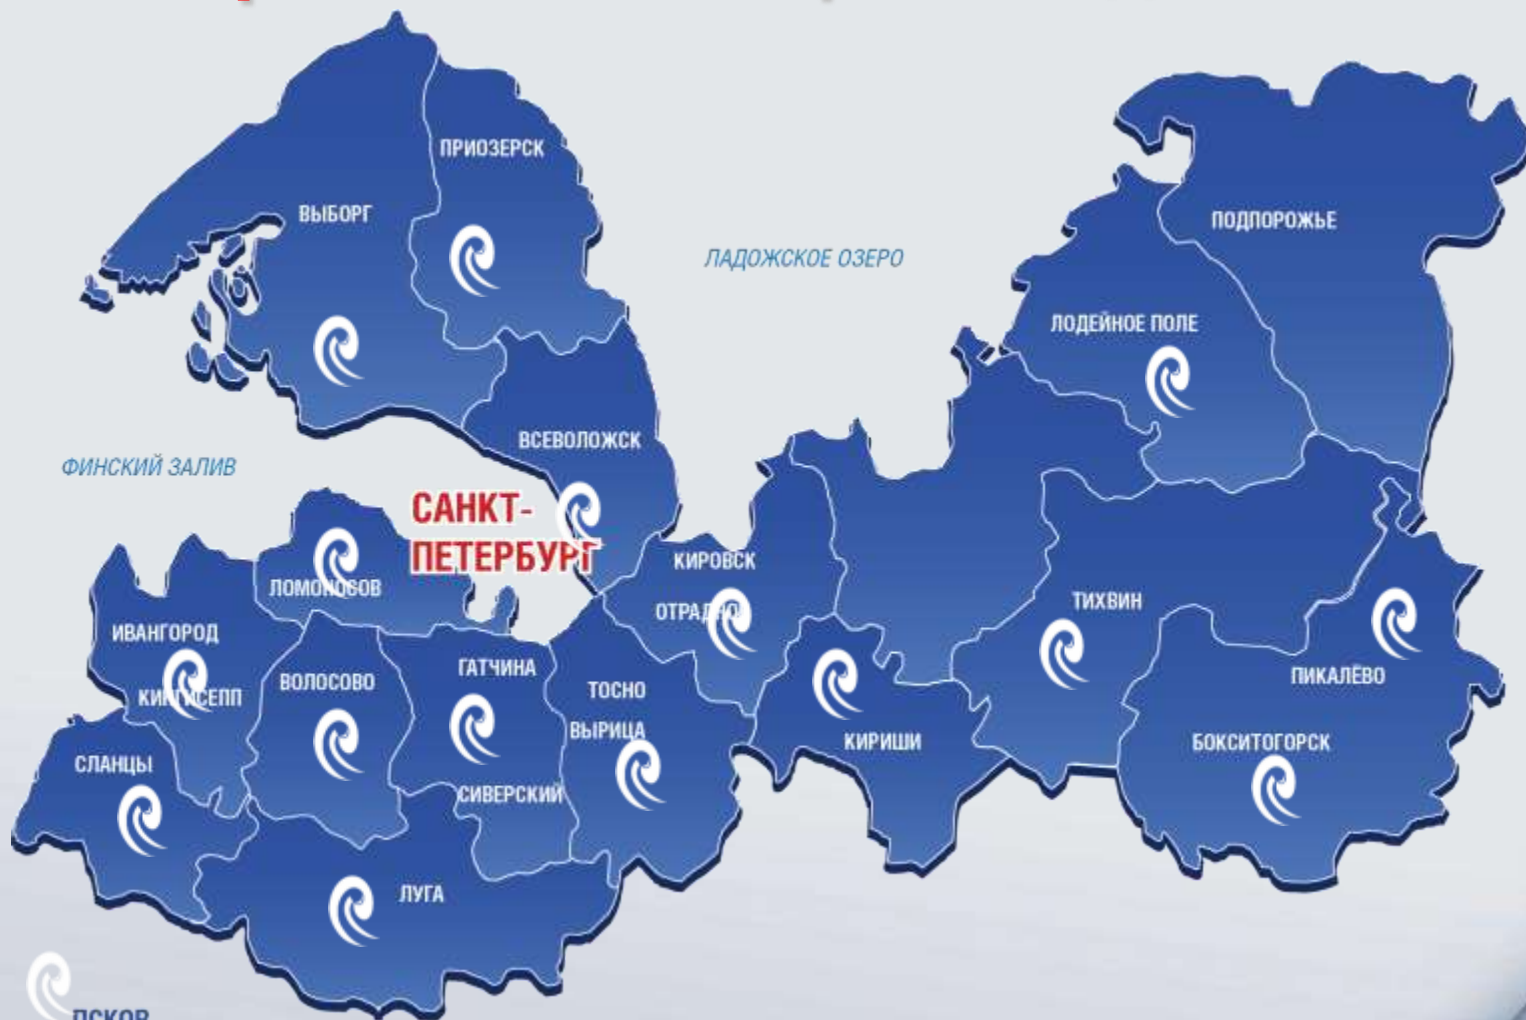 ПРИОЗЕРСК
ВЫБОРГ
ПОДПОРОЖЬЕ
ЛАДОЖСКОЕ ОЗЕРО
ЛОДЕЙНОЕ ПОЛЕ
ВСЕВОЛОЖСК
ФИНСКИЙ ЗАЛИВ
САНКТ-
ПЕТЕРБУРГ
КИРОВСК
ЛОМОНОСОВ
ТИХВИН
ИВАНГОРОД
ГАТЧИНА
ПИКАЛЁВО
ВОЛОСОВО
ТОСНО
КИНГИСЕПП
ВЫРИЦА
КИРИШИ
БОКСИТОГОРСК
СЛАНЦЫ
СИВЕРСКИЙ
ЛУГА
ПСКОВ